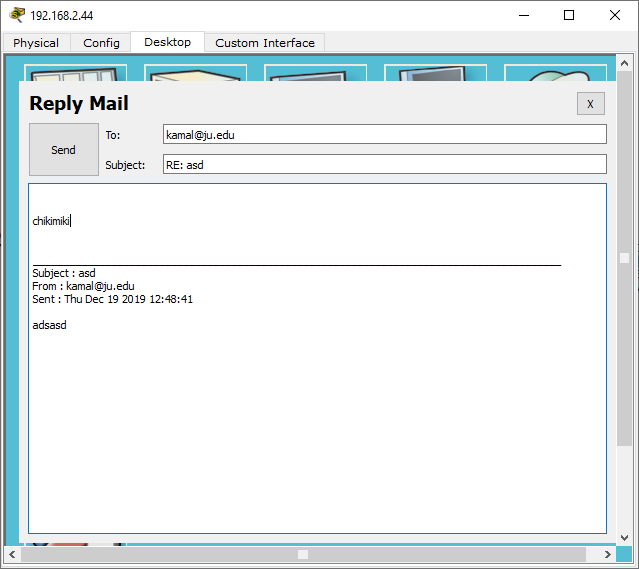 192.168.2.44
Physical Config Desktop Custom Interface
Reply Mail
X
Send
To: kamal@ju.edu
Subject: RE: asd
chikimiki
Subject : asd
From : kamal@ju.edu
Sent : Thu Dec 19 2019 12:48:41
adsasd